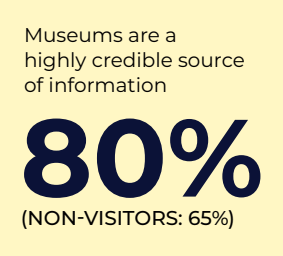 Museums are a
highly credible source
of information
80%
(NON-VISITORS: 65%)